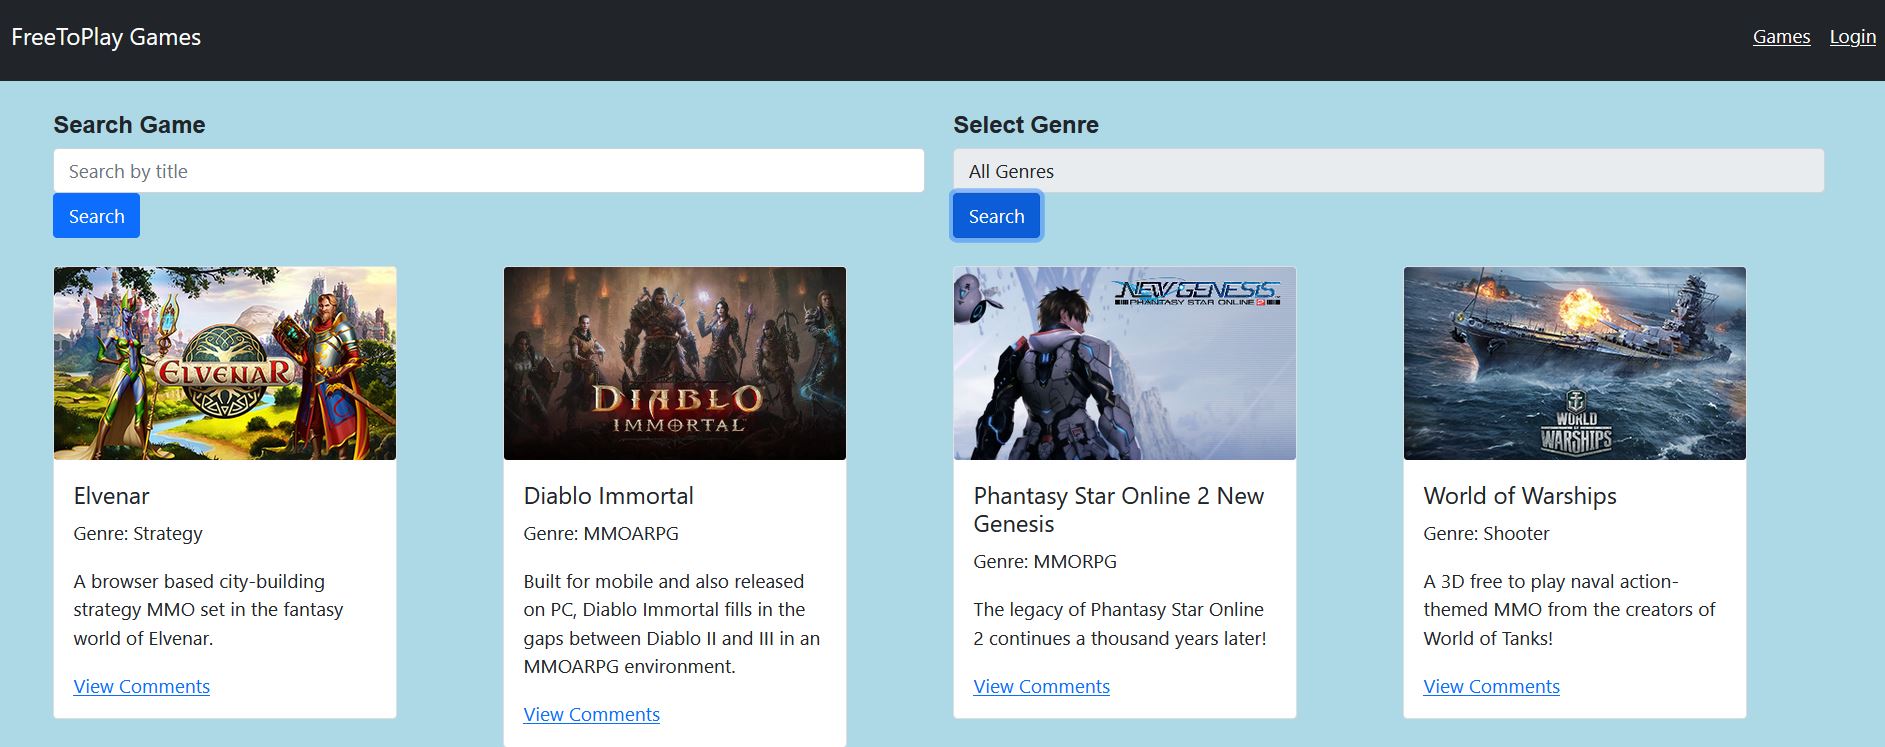 FreeToPlay Games
Games
Login
Search Game
Select Genre
Search by title
All Genres
Search
Search
ELVENAR
Elvenar
Genre: Strategy
A browser based city-building
strategy MMO set in the fantasy
world of Elvenar.
View Comments
DIABLO
IMMORTAL
Diablo Immortal
Genre: MMOARPG
Built for mobile and also released
on PC, Diablo Immortal fills in the
gaps between Diablo II and III in an
MMOARPG environment.
View Comments
NEW GENESIS
PHANTASY STAR ONLINE 2
Phantasy Star Online 2 New
Genesis
Genre: MMORPG
The legacy of Phantasy Star Online
2 continues a thousand years later!
View Comments
WORLD
OF
WARSHIPS
World of Warships
Genre: Shooter
A 3D free to play naval action-
themed MMO from the creators of
World of Tanks!
View Comments